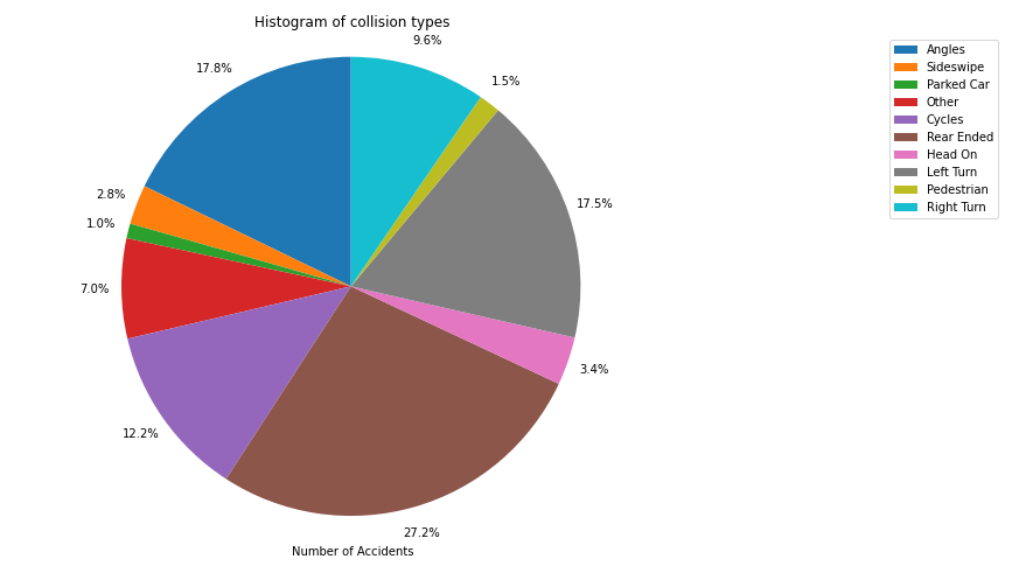 Histogram of collision types
9.6%
17.8%
1.5%
2.8%
17.5%
1.0%
7.0%
3.4%
12.2%
27.2%
Number of Accidents
Angles
Sideswipe
Parked Car
Other
Cycles
Rear Ended
Head On
Left Turn
Pedestrian
Right Turn